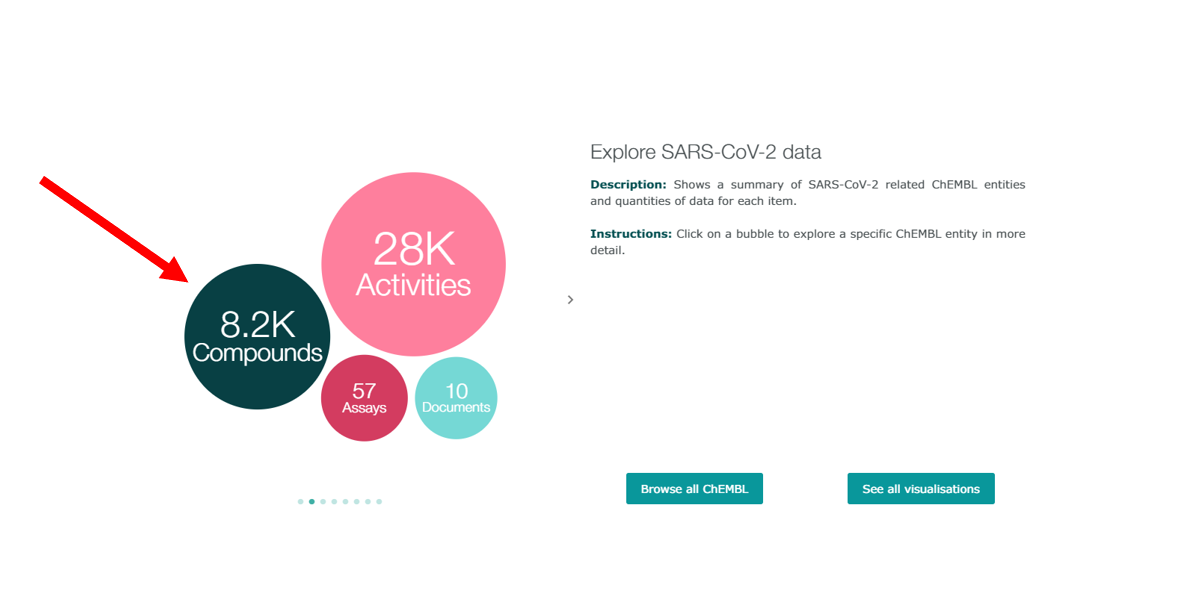 28K
Activities
8.2K
Compounds
57
Assays
10
Documents
Explore SARS-CoV-2 data
Description: Shows a summary of SARS-CoV-2 related ChEMBL entities
and quantities of data for each item.
Instructions: Click on a bubble to explore a specific ChEMBL entity in more
detail.
Browse all ChEMBL
See all visualisations